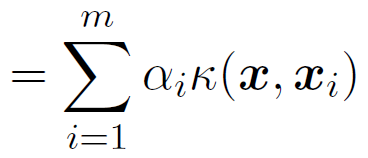 = \sum_{i=1}^{m} \alpha_i \kappa(\boldsymbol{x}, \boldsymbol{x}_i)